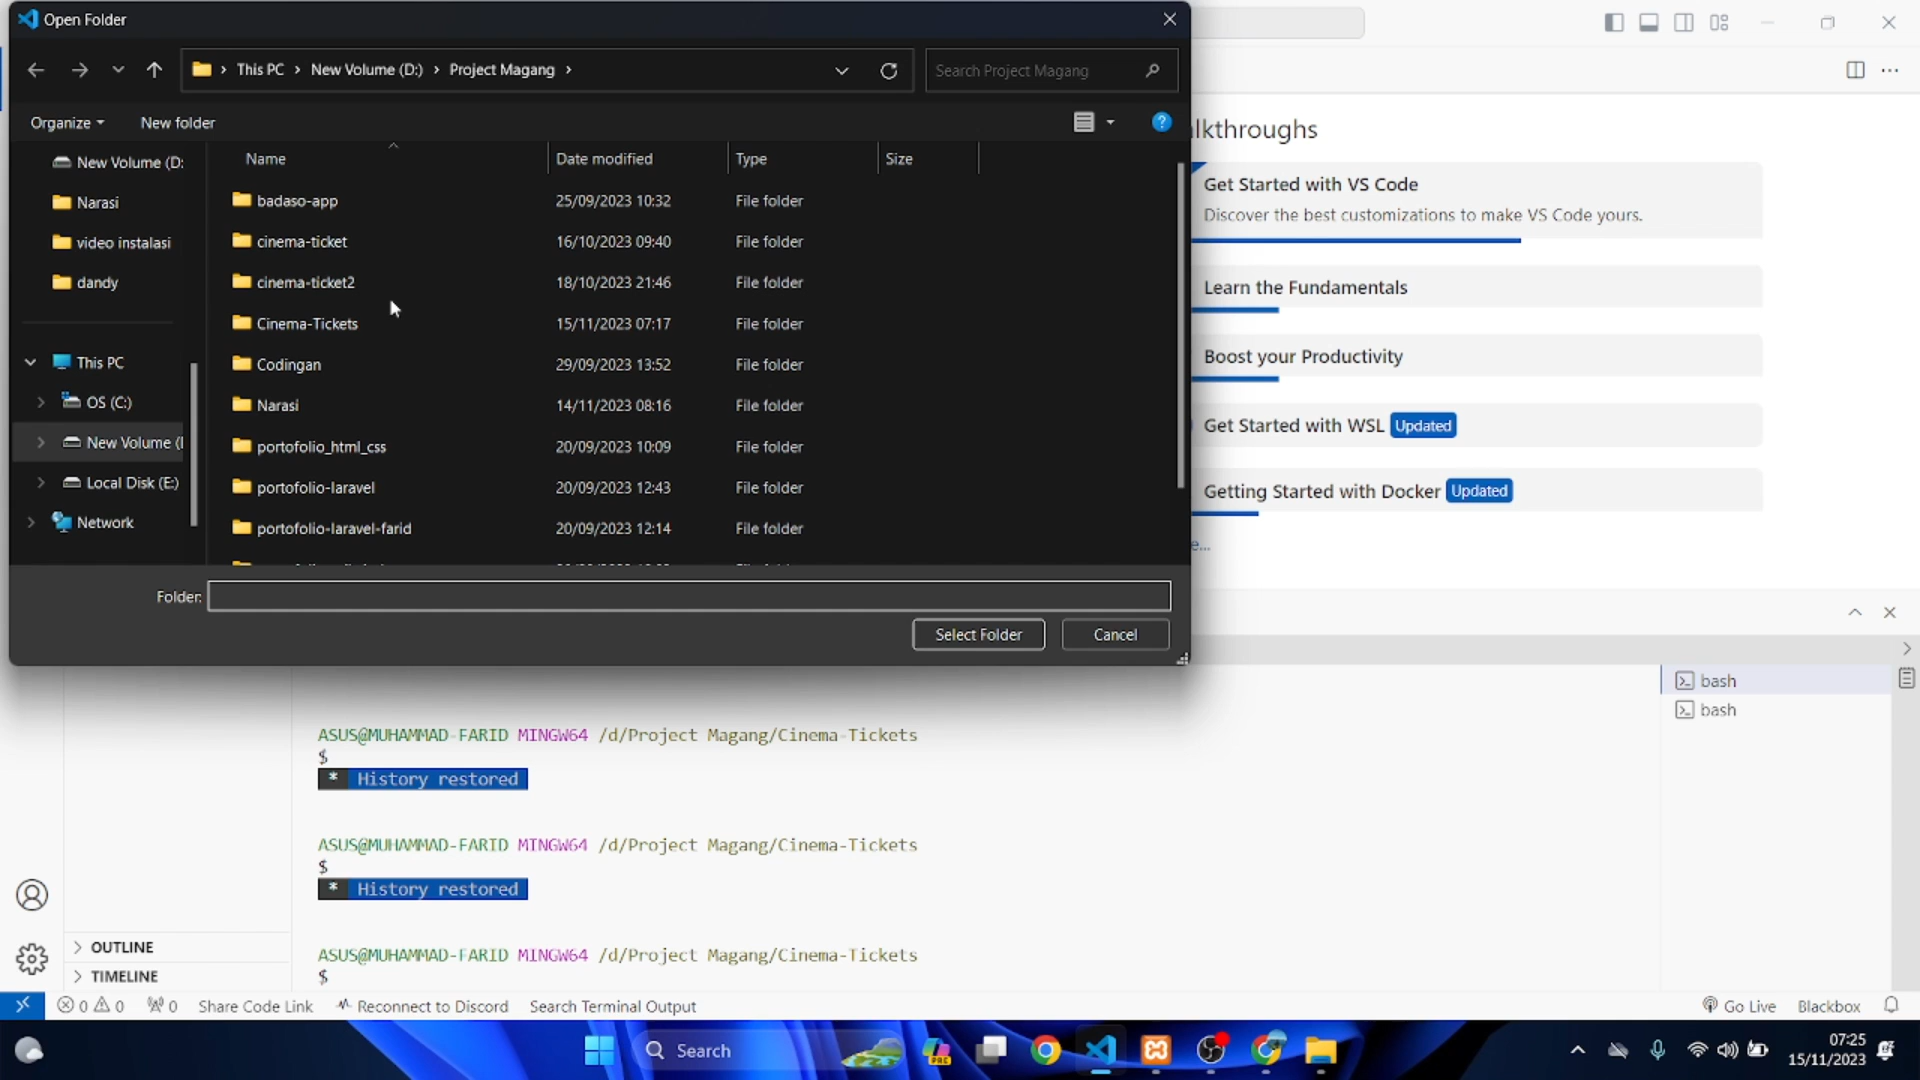 Open Folder
This PC
New Volume (D:)
Project Magang
Search Project Magang
Organize
New folder
?
Name
Date modified
Type
Size
New Volume (D:
Narasi
video instalasi
dandy
This PC
OS (C:)
New Volume (
Local Disk (E:)
Network
badaso-app 25/09/2023 10:32 File folder
cinema-ticket 16/10/2023 09:40 File folder
cinema-ticket2 18/10/2023 21:46 File folder
Cinema-Tickets 15/11/2023 07:17 File folder
Codingan 29/09/2023 13:52 File folder
Narasi 14/11/2023 08:16 File folder
portofolio_html_css 20/09/2023 10:09 File folder
portofolio-laravel 20/09/2023 12:43 File folder
portofolio-laravel-farid 20/09/2023 12:14 File folder
Folder:
Select Folder
Cancel
lkthroughs
Get Started with VS Code
Discover the best customizations to make VS Code yours.
Learn the Fundamentals
Boost your Productivity
Get Started with WSL Updated
Getting Started with Docker Updated
e...
bash
bash
ASUS@MUHAMMAD-FARID MINGW64 /d/Project Magang/Cinema-Tickets
$
* History restored
ASUS@MUHAMMAD-FARID MINGW64 /d/Project Magang/Cinema-Tickets
$
* History restored
ASUS@MUHAMMAD-FARID MINGW64 /d/Project Magang/Cinema-Tickets
$
OUTLINE
TIMELINE
0 0 0 Share Code Link Reconnect to Discord Search Terminal Output
Go Live Blackbox
Search
PRE
07:25
15/11/2023